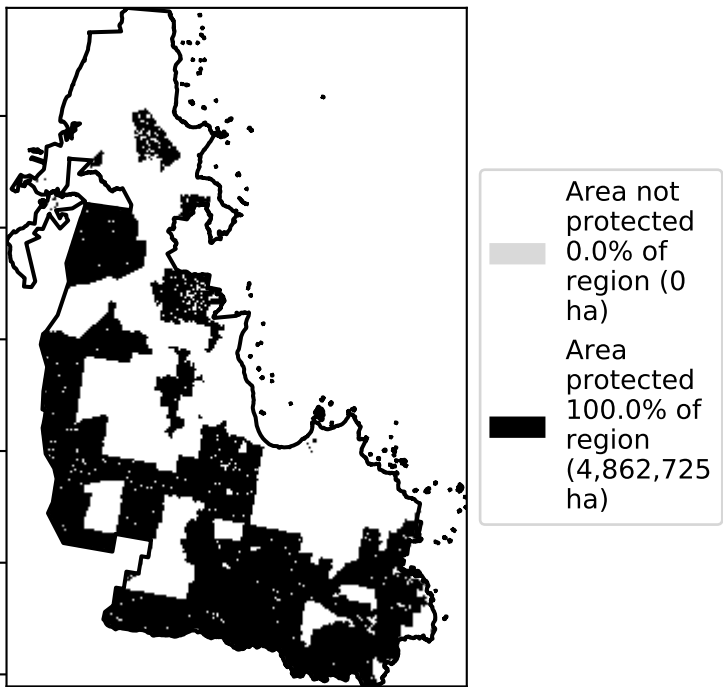 Area not
protected
0.0% of
region (0
ha)
Area
protected
100.0% of
region
(4,862,725
ha)